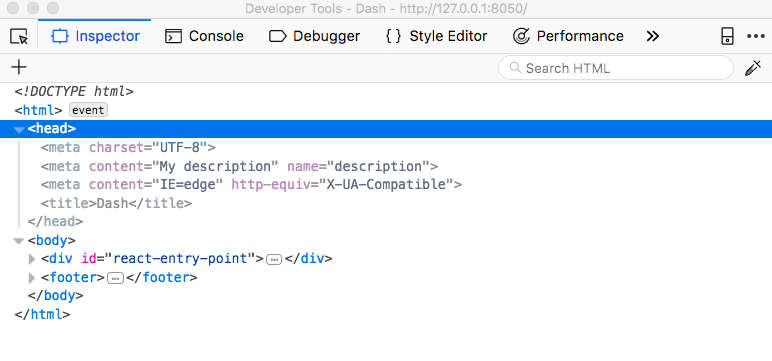 Developer Tools - Dash - http://127.0.0.1:8050/
Inspector Console Debugger { } Style Editor Performance
+ Search HTML
<!DOCTYPE html>
<html> event
<head>
<meta charset="UTF-8">
<meta content="My description" name="description">
<meta content="IE=edge" http-equiv="X-UA-Compatible">
<title>Dash</title>
</head>
<body>
<div id="react-entry-point">…</div>
<footer>…</footer>
</body>
</html>